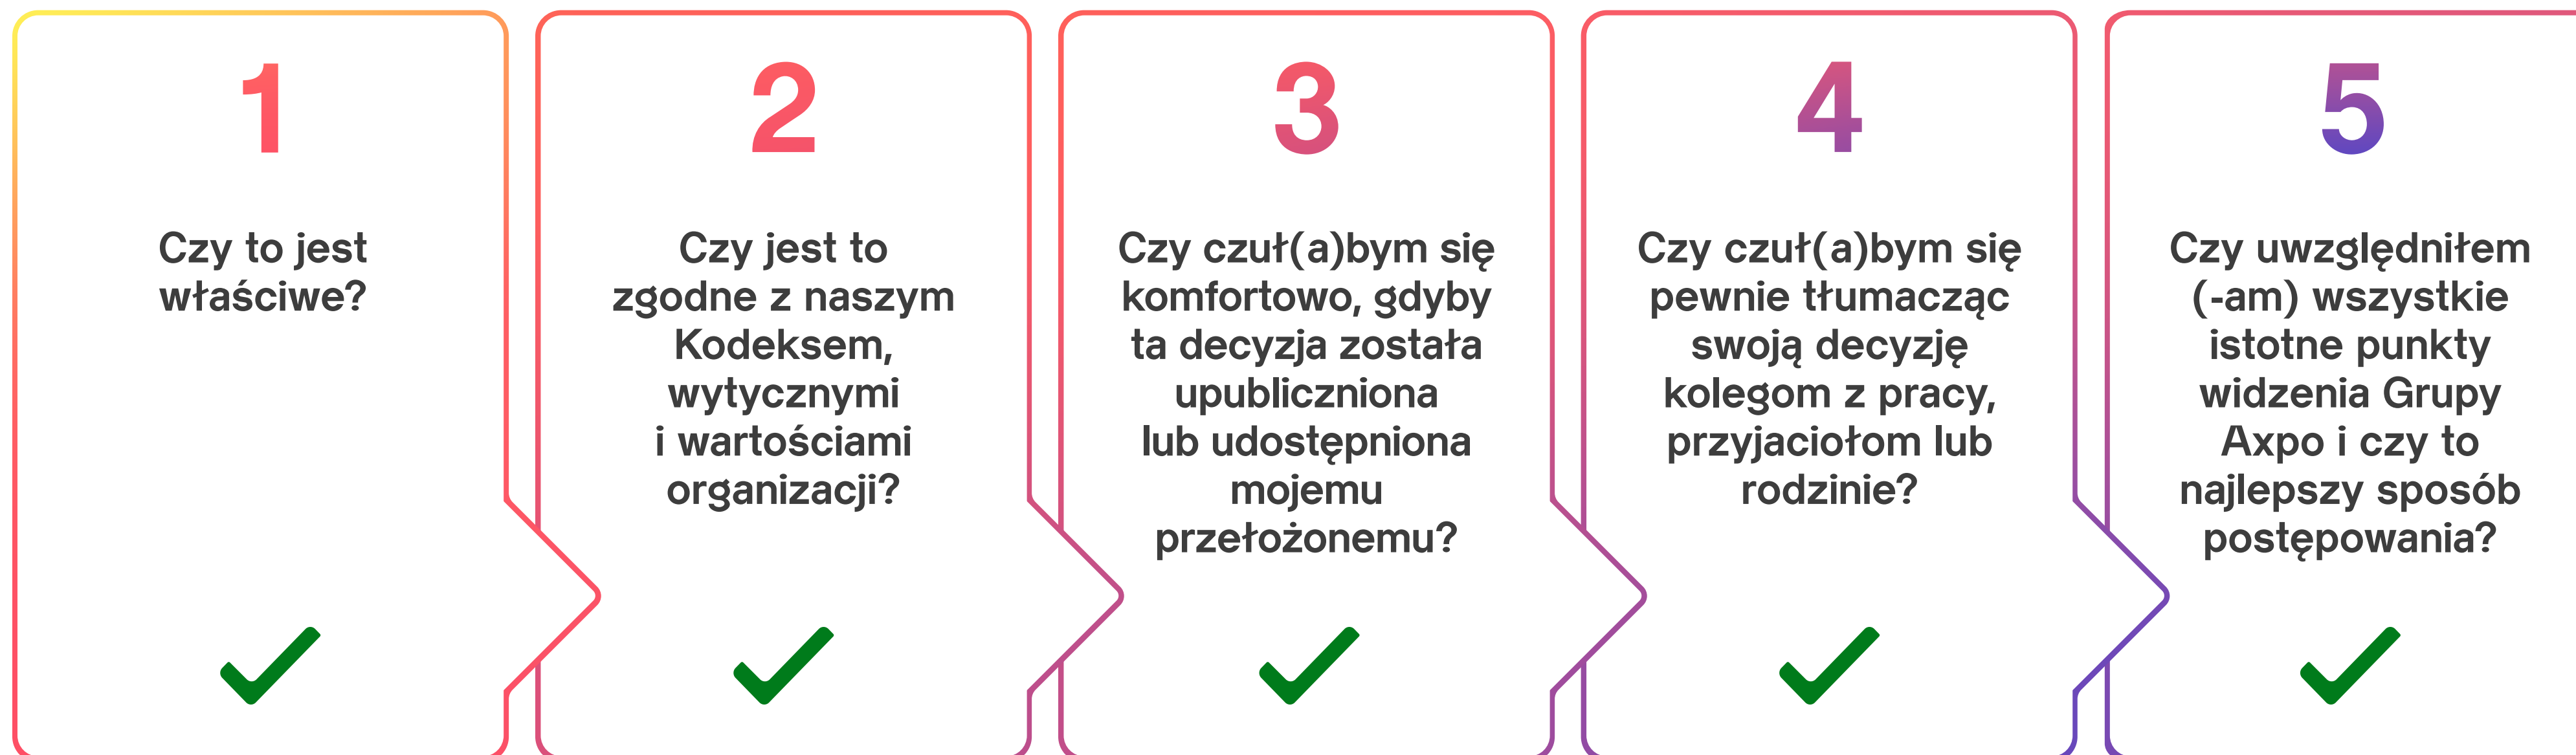 1
Czy to jest
właściwe?
2
Czy jest to
zgodne z naszym
Kodeksem,
wytycznymi
i wartościami
organizacji?
3
Czy czuł(a)bym się
komfortowo, gdyby
ta decyzja została
upubliczniona
lub udostępniona
mojemu
przełożonemu?
4
Czy czuł(a)bym się
pewnie tłumacząc
swoją decyzję
kolegom z pracy,
przyjaciołom lub
rodzinie?
5
Czy uwzględniłem
(-am) wszystkie
istotne punkty
widzenia Grupy
Axpo i czy to
najlepszy sposób
postępowania?